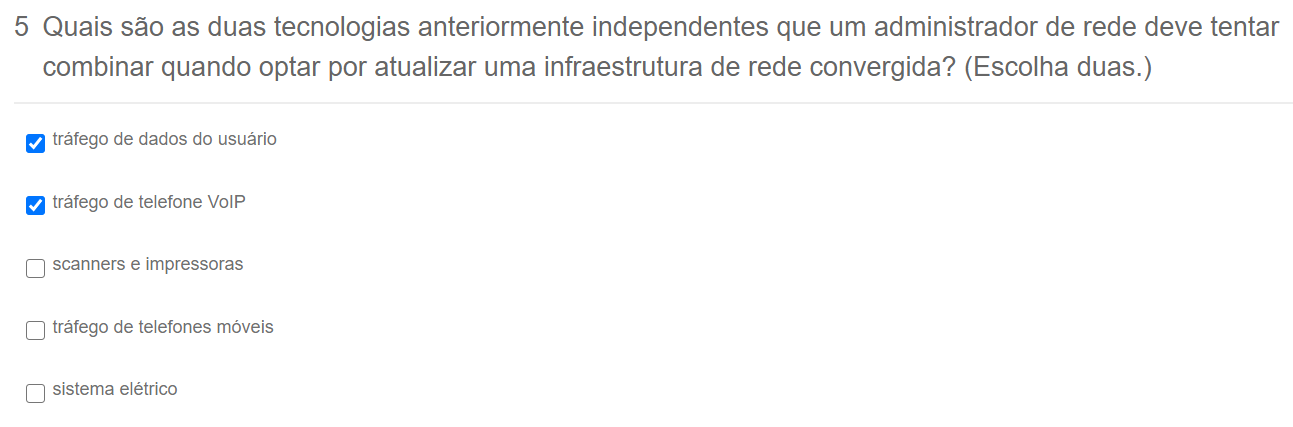 5 Quais são as duas tecnologias anteriormente independentes que um administrador de rede deve tentar
combinar quando optar por atualizar uma infraestrutura de rede convergida? (Escolha duas.)
tráfego de dados do usuário
tráfego de telefone VoIP
scanners e impressoras
tráfego de telefones móveis
sistema elétrico